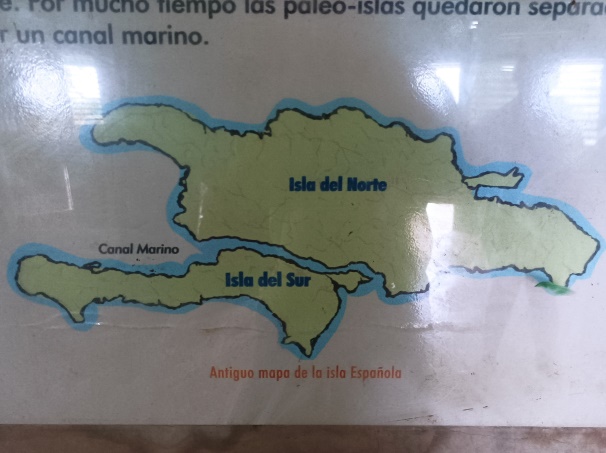 e. Por mucho tiempo las paleo-islas quedaron separa
r un canal marino.
Isla del Norte
Canal Marino
Isla del Sur
Antiguo mapa de la isla Española